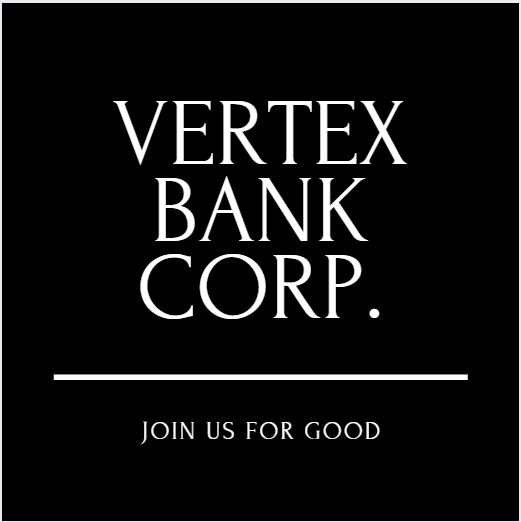 VERTEX
BANK
CORP.
JOIN US FOR GOOD